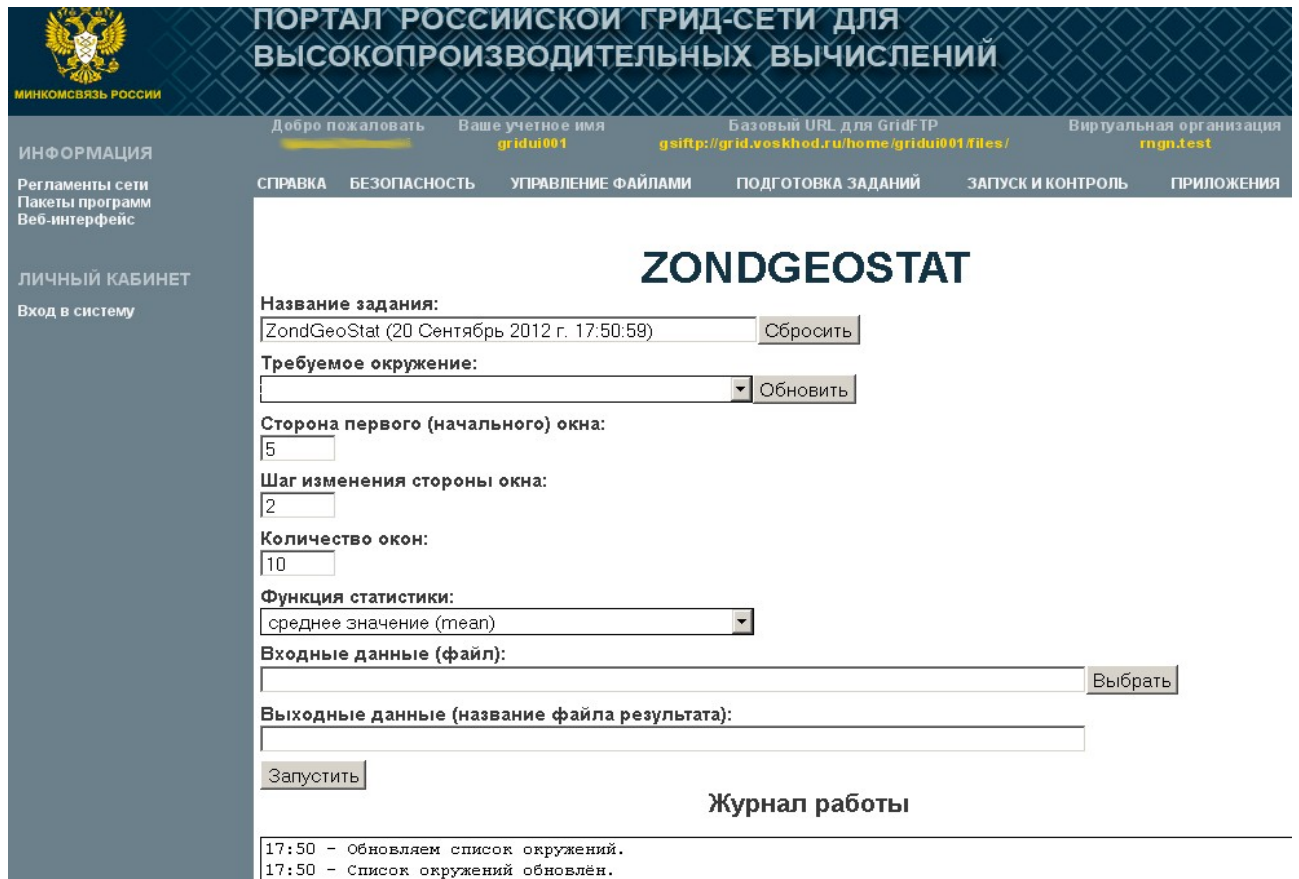 ПОРТАЛ РОССИЙСКОЙ ГРИД-СЕТИ ДЛЯ
ВЫСОКОПРОИЗВОДИТЕЛЬНЫХ ВЫЧИСЛЕНИЙ
МИНКОМСВЯЗЬ РОССИИ
Добро пожаловать Ваше учетное имя Базовый URL для GridFTP Виртуальная организация
gridui001 gsiftp://grid.voskhod.ru/home/gridui001/files/ rngn.test
ИНФОРМАЦИЯ
Регламенты сети
Пакеты программ
Веб-интерфейс
ЛИЧНЫЙ КАБИНЕТ
Вход в систему
СПРАВКА БЕЗОПАСНОСТЬ УПРАВЛЕНИЕ ФАЙЛАМИ ПОДГОТОВКА ЗАДАНИЙ ЗАПУСК И КОНТРОЛЬ ПРИЛОЖЕНИЯ
ZONDGEOSTAT
Название задания:
ZondGeoStat (20 Сентябрь 2012 г. 17:50:59) Сбросить
Требуемое окружение:
Обновить
Сторона первого (начального) окна:
5
Шаг изменения стороны окна:
2
Количество окон:
10
Функция статистики:
среднее значение (mean)
Входные данные (файл):
Выбрать
Выходные данные (название файла результата):
Запустить
Журнал работы
17:50 - Обновляем список окружений.
17:50 - Список окружений обновлён.